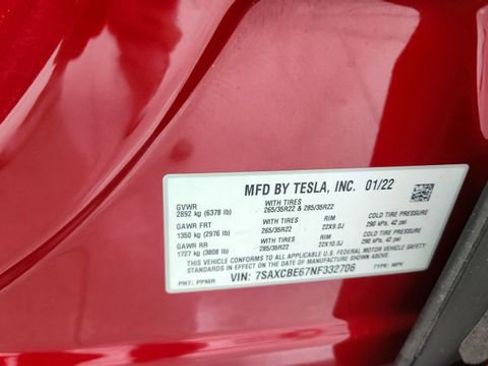 MFD BY TESLA, INC. 01/22
GVWR
2892 kg (6378 lb)
WITH TIRES
265/35R22 & 285/35R22
GAWR FRT
1350 kg (2976 lb)
WITH TIRES
265/35R22
RIM
22X9.0J
COLD TIRE PRESSURE
290 kPa, 42 psi
GAWR RR
1727 kg (3808 lb)
WITH TIRES
285/35R22
RIM
22X10.0J
COLD TIRE PRESSURE
290 kPa, 42 psi
THIS VEHICLE CONFORMS TO ALL APPLICABLE U.S. FEDERAL MOTOR VEHICLE SAFETY
STANDARDS IN EFFECT ON THE DATE OF MANUFACTURE SHOWN ABOVE.
PNT: PPMR VIN: 7SAXCBE67NF332706 TYPE: MPV